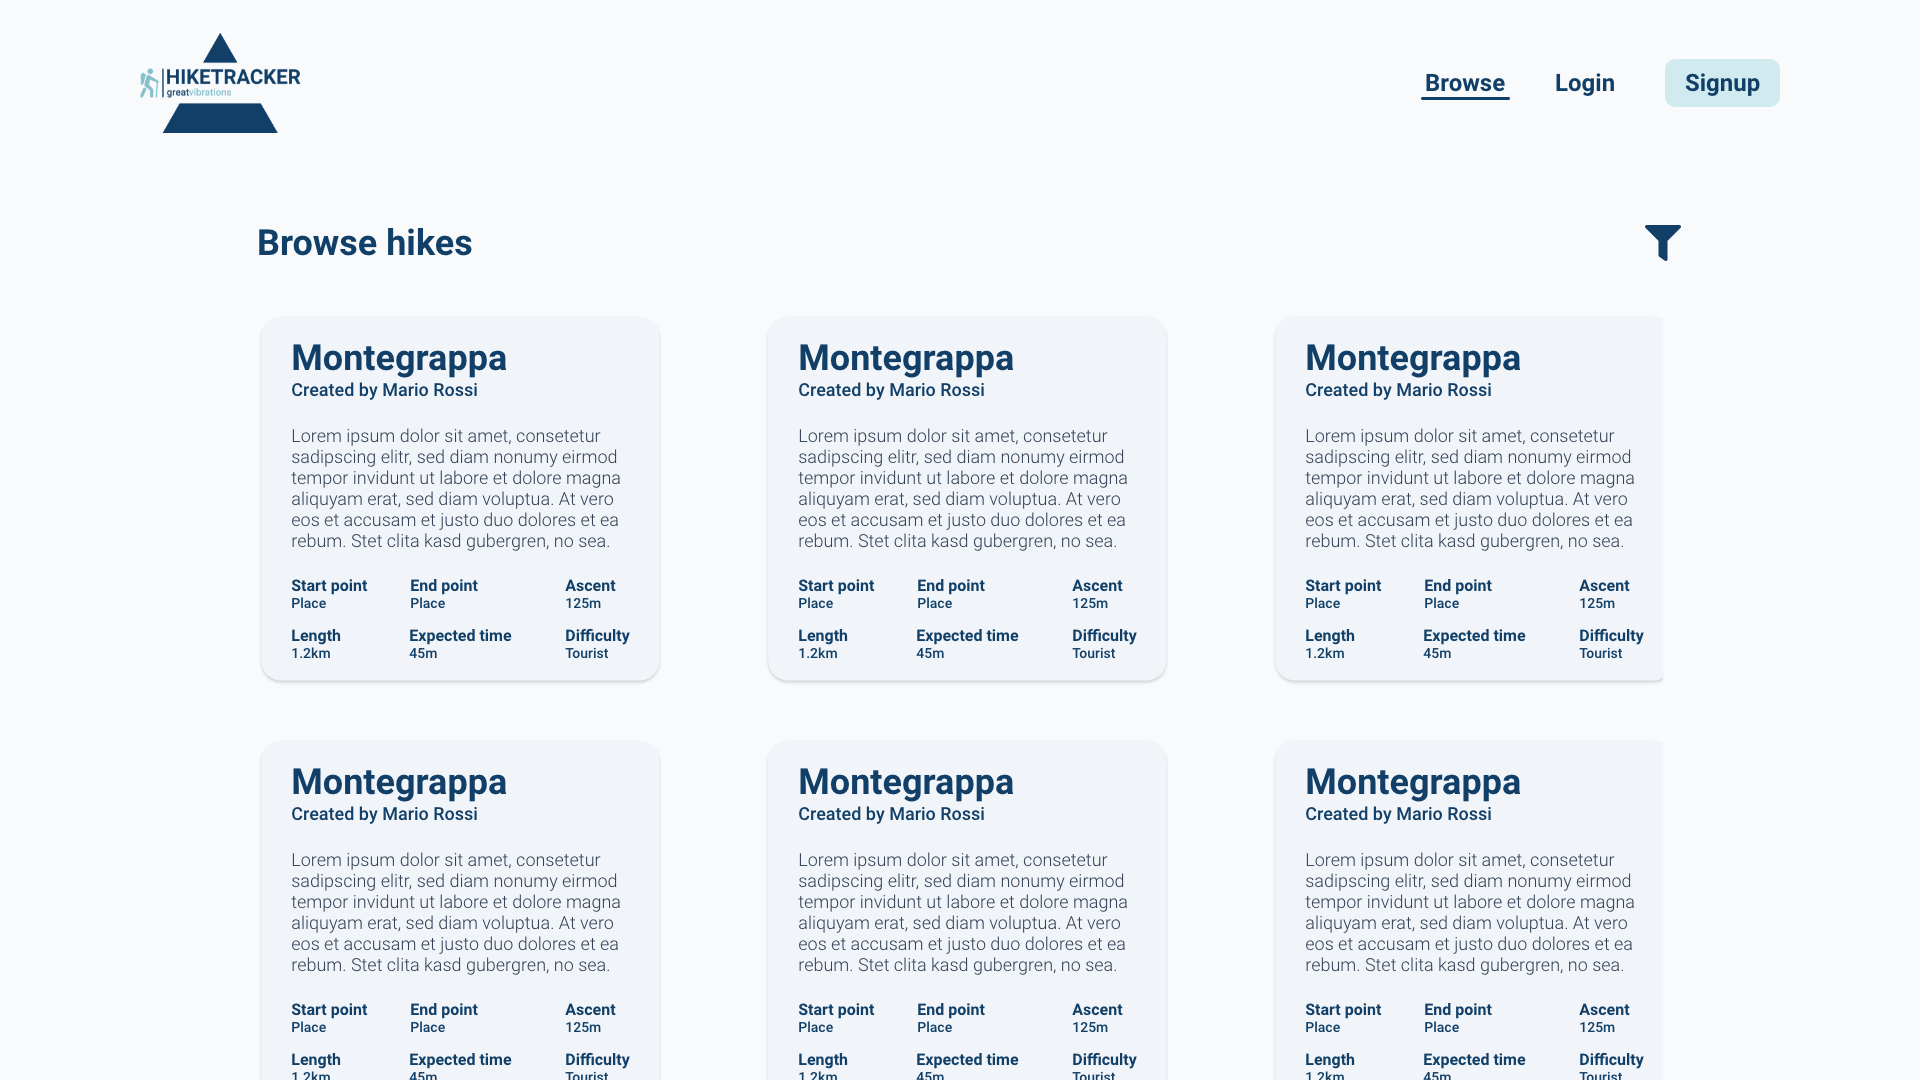 HIKETRACKER
greatvibrations
Browse
Login
Signup
Browse hikes
Montegrappa
Created by Mario Rossi
Lorem ipsum dolor sit amet, consetetur
sadipscing elitr, sed diam nonumy eirmod
tempor invidunt ut labore et dolore magna
aliquyam erat, sed diam voluptua. At vero
eos et accusam et justo duo dolores et ea
rebum. Stet clita kasd gubergren, no sea.
Start point End point Ascent
Place Place 125m
Length Expected time Difficulty
1.2km 45m Tourist
Montegrappa
Created by Mario Rossi
Lorem ipsum dolor sit amet, consetetur
sadipscing elitr, sed diam nonumy eirmod
tempor invidunt ut labore et dolore magna
aliquyam erat, sed diam voluptua. At vero
eos et accusam et justo duo dolores et ea
rebum. Stet clita kasd gubergren, no sea.
Start point End point Ascent
Place Place 125m
Length Expected time Difficulty
1.2km 45m Tourist
Montegrappa
Created by Mario Rossi
Lorem ipsum dolor sit amet, consetetur
sadipscing elitr, sed diam nonumy eirmod
tempor invidunt ut labore et dolore magna
aliquyam erat, sed diam voluptua. At vero
eos et accusam et justo duo dolores et ea
rebum. Stet clita kasd gubergren, no sea.
Start point End point Ascent
Place Place 125m
Length Expected time Difficulty
1.2km 45m Tourist
Montegrappa
Created by Mario Rossi
Lorem ipsum dolor sit amet, consetetur
sadipscing elitr, sed diam nonumy eirmod
tempor invidunt ut labore et dolore magna
aliquyam erat, sed diam voluptua. At vero
eos et accusam et justo duo dolores et ea
rebum. Stet clita kasd gubergren, no sea.
Start point End point Ascent
Place Place 125m
Length Expected time Difficulty
1.2km 45m Tourist
Montegrappa
Created by Mario Rossi
Lorem ipsum dolor sit amet, consetetur
sadipscing elitr, sed diam nonumy eirmod
tempor invidunt ut labore et dolore magna
aliquyam erat, sed diam voluptua. At vero
eos et accusam et justo duo dolores et ea
rebum. Stet clita kasd gubergren, no sea.
Start point End point Ascent
Place Place 125m
Length Expected time Difficulty
1.2km 45m Tourist
Montegrappa
Created by Mario Rossi
Lorem ipsum dolor sit amet, consetetur
sadipscing elitr, sed diam nonumy eirmod
tempor invidunt ut labore et dolore magna
aliquyam erat, sed diam voluptua. At vero
eos et accusam et justo duo dolores et ea
rebum. Stet clita kasd gubergren, no sea.
Start point End point Ascent
Place Place 125m
Length Expected time Difficulty
1.2km 45m Tourist